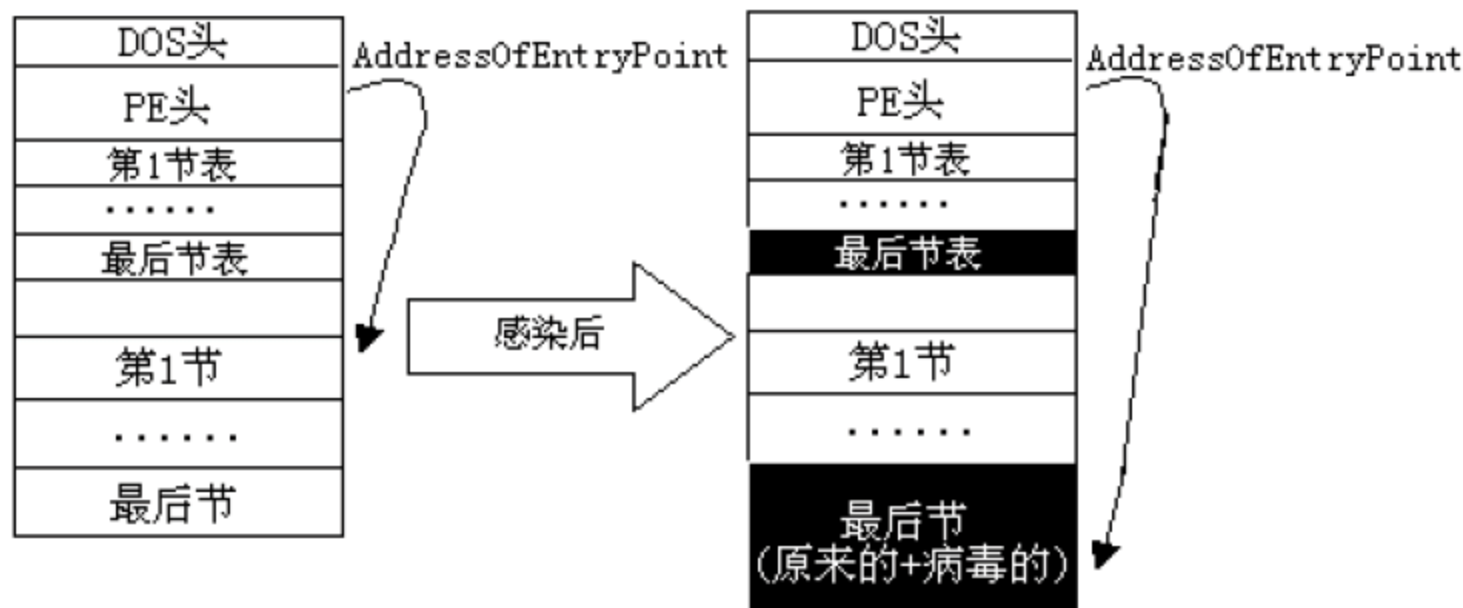 DOS头
AddressOfEntryPoint
PE头
第1节表
······
最后节表
第1节
······
最后节
感染后
DOS头
AddressOfEntryPoint
PE头
第1节表
······
最后节表
第1节
······
最后节
(原来的+病毒的)